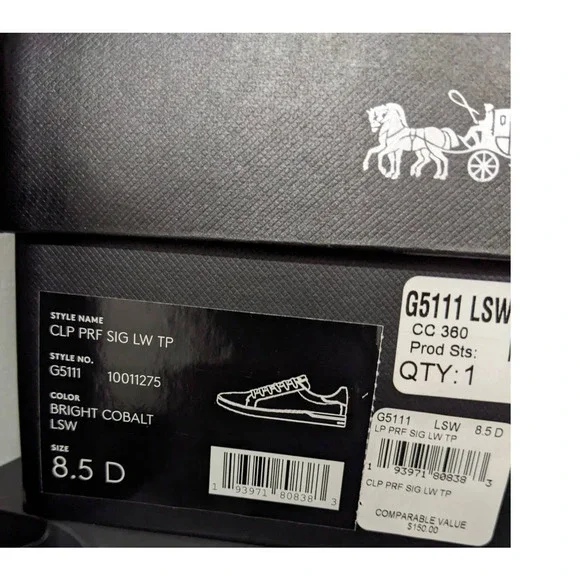 STYLE NAME
CLP PRF SIG LW TP
STYLE NO.
G5111 10011275
COLOR
BRIGHT COBALT
LSW
SIZE
8.5 D
1 93971 80838 3
G5111 LSW
CC 360
Prod Sts:
QTY: 1
G5111 LSW 8.5 D
LP PRF SIG LW TP
1 93971 80838 3
CLP PRF SIG LW TP
COMPARABLE VALUE
$150.00